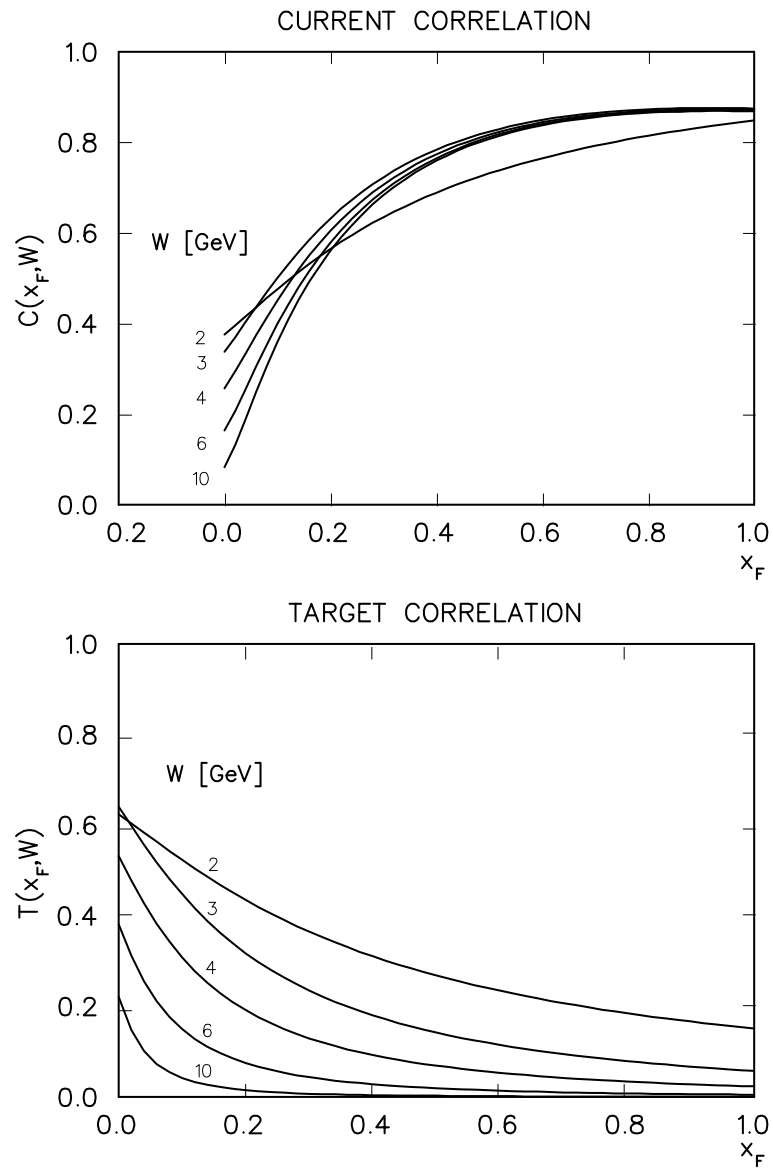 CURRENT CORRELATION
1.0
0.8
0.6
0.4
0.2
0.0
C(x_F,W)
W [GeV]
2
3
4
6
10
0.2 0.0 0.2 0.4 0.6 0.8 1.0
x_F
TARGET CORRELATION
1.0
0.8
0.6
0.4
0.2
0.0
T(x_F,W)
W [GeV]
2
3
4
6
10
0.0 0.2 0.4 0.6 0.8 1.0
x_F